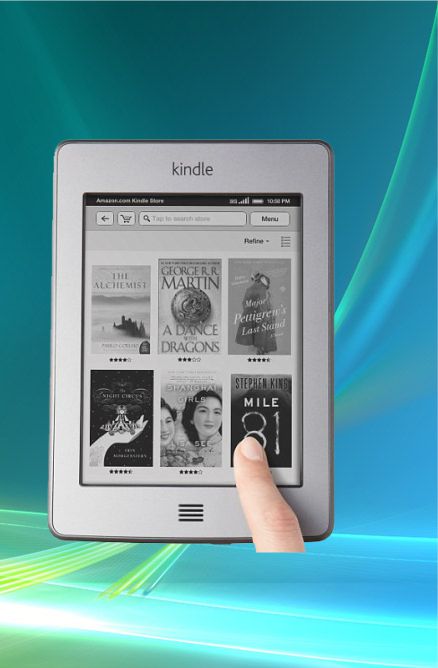 kindle
Amazon.com Kindle Store
3G
10:50 PM
Tap to search store
Menu
Refine
THE
ALCHEMIST
PAULO COELHO
GEORGE R.R.
MARTIN
A DANCE
WITH
DRAGONS
Major
Pettigrew's
Last Stand
The
NIGHT CIRCUS
ERIN
MORGENSTERN
SHANGHAI
GIRLS
LISA SEE
STEPHEN KING
MILE
81